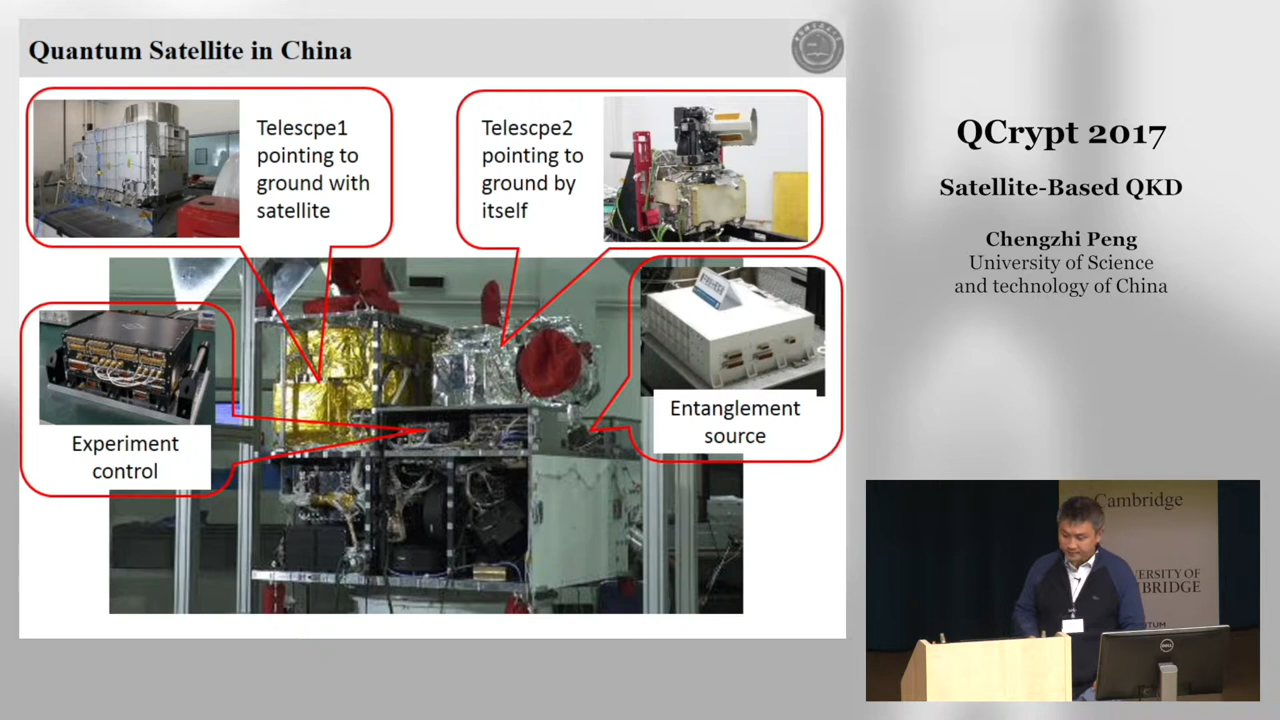 Quantum Satellite in China
Telescpe1
pointing to
ground with
satellite
Telescpe2
pointing to
ground by
itself
Experiment
control
Entanglement
source
QCrypt 2017
Satellite-Based QKD
Chengzhi Peng
University of Science
and technology of China
Cambridge
UNIVERSITY OF
DELL